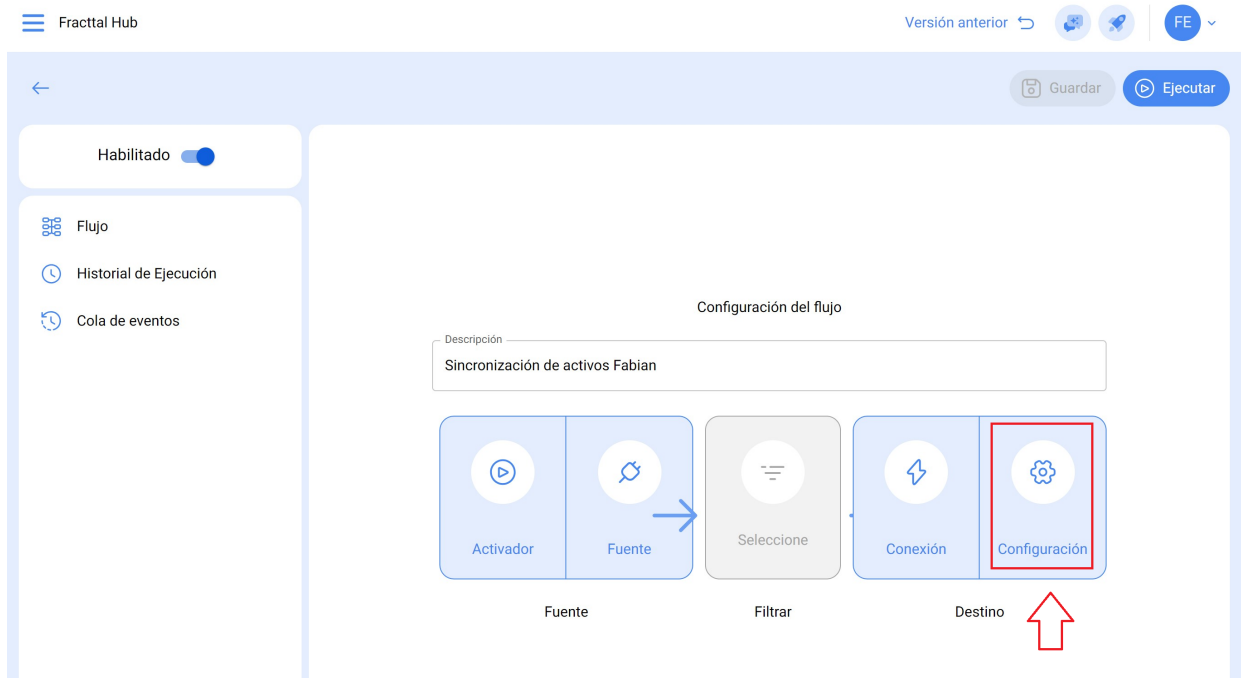 Fracttal Hub
Versión anterior
FE
Guardar
Ejecutar
Habilitado
Flujo
Historial de Ejecución
Cola de eventos
Configuración del flujo
Descripción
Sincronización de activos Fabian
Activador
Fuente
Seleccione
Conexión
Configuración
Fuente
Filtrar
Destino